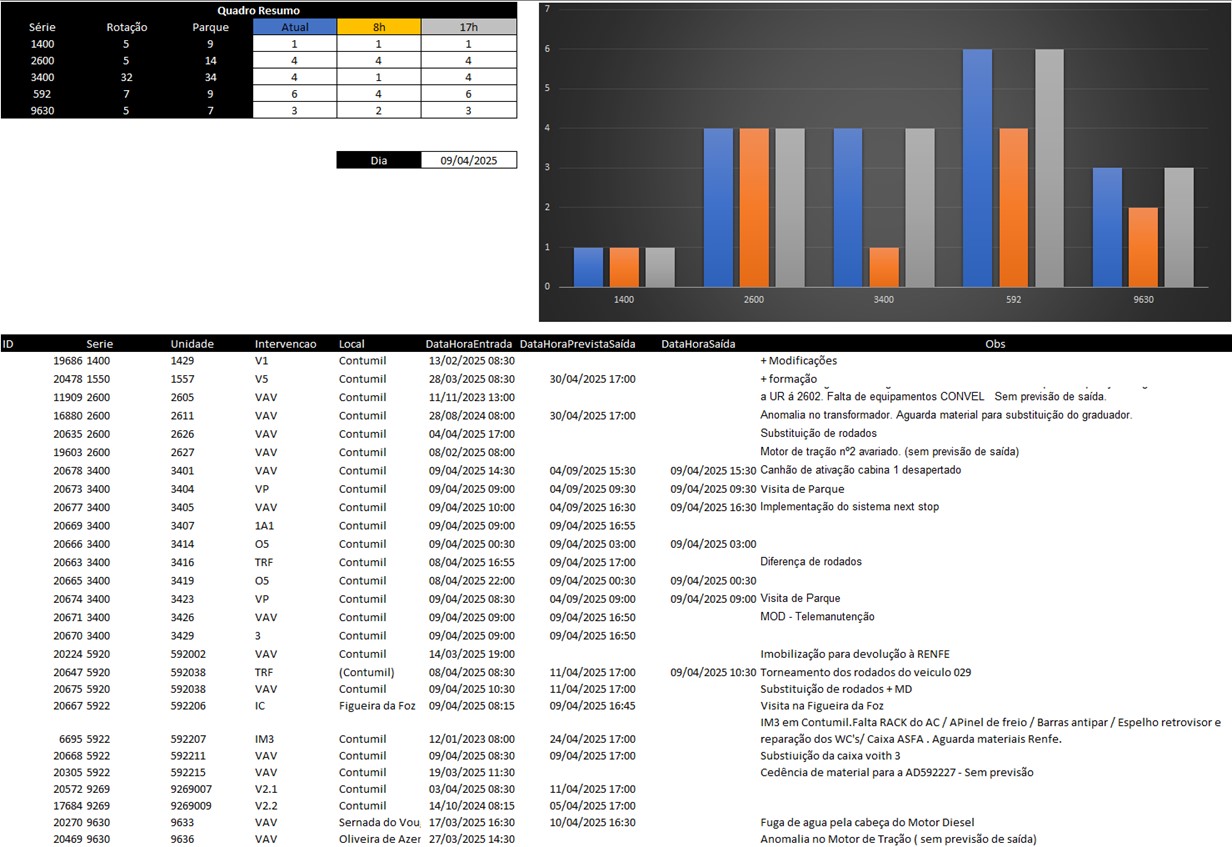 Quadro Resumo
Série Rotação Parque Atual 8h 17h
1400 5 9 1 1 1
2600 5 14 4 4 4
3400 32 34 4 1 4
592 7 9 6 4 6
9630 5 7 3 2 3
Dia 09/04/2025
7
6
5
4
3
2
1
0
1400 2600 3400 592 9630
ID Serie Unidade Intervencao Local DataHoraEntrada DataHoraPrevistaSaída DataHoraSaída Obs
19686 1400 1429 V1 Contumil 13/02/2025 08:30 + Modificações
20478 1550 1557 V5 Contumil 28/03/2025 08:30 30/04/2025 17:00 + formação
11909 2600 2605 VAV Contumil 11/11/2023 13:00 a UR á 2602. Falta de equipamentos CONVEL Sem previsão de saída.
16880 2600 2611 VAV Contumil 28/08/2024 08:00 30/04/2025 17:00 Anomalia no transformador. Aguarda material para substituição do graduador.
20635 2600 2626 VAV Contumil 04/04/2025 17:00 Substituição de rodados
19603 2600 2627 VAV Contumil 08/02/2025 08:00 Motor de tração nº2 avariado. (sem previsão de saída)
20678 3400 3401 VAV Contumil 09/04/2025 14:30 04/09/2025 15:30 09/04/2025 15:30 Canhão de ativação cabina 1 desapertado
20673 3400 3404 VP Contumil 09/04/2025 09:00 04/09/2025 09:30 09/04/2025 09:30 Visita de Parque
20677 3400 3405 VAV Contumil 09/04/2025 10:00 04/09/2025 16:30 09/04/2025 16:30 Implementação do sistema next stop
20669 3400 3407 1A1 Contumil 09/04/2025 09:00 09/04/2025 16:55
20666 3400 3414 O5 Contumil 09/04/2025 00:30 09/04/2025 03:00 09/04/2025 03:00
20663 3400 3416 TRF Contumil 08/04/2025 16:55 09/04/2025 17:00 Diferença de rodados
20665 3400 3419 O5 Contumil 08/04/2025 22:00 09/04/2025 00:30 09/04/2025 00:30
20674 3400 3423 VP Contumil 09/04/2025 08:30 04/09/2025 09:00 09/04/2025 09:00 Visita de Parque
20671 3400 3426 VAV Contumil 09/04/2025 09:00 09/04/2025 16:50 MOD - Telemanutenção
20670 3400 3429 3 Contumil 09/04/2025 09:00 09/04/2025 16:50
20224 5920 592002 VAV Contumil 14/03/2025 19:00 Imobilização para devolução à RENFE
20647 5920 592038 TRF (Contumil) 08/04/2025 08:30 11/04/2025 17:00 09/04/2025 10:30 Torneamento dos rodados do veiculo 029
20675 5920 592038 VAV Contumil 09/04/2025 10:30 11/04/2025 17:00 Substituição de rodados + MD
20667 5922 592206 IC Figueira da Foz 09/04/2025 08:15 09/04/2025 16:45 Visita na Figueira da Foz
IM3 em Contumil.Falta RACK do AC / APinel de freio / Barras antipar / Espelho retrovisor e
6695 5922 592207 IM3 Contumil 12/01/2023 08:00 24/04/2025 17:00 reparação dos WC's/ Caixa ASFA . Aguarda materiais Renfe.
20668 5922 592211 VAV Contumil 09/04/2025 08:30 09/04/2025 17:00 Substiuição da caixa voith 3
20305 5922 592215 VAV Contumil 19/03/2025 11:30 Cedência de material para a AD592227 - Sem previsão
20572 9269 9269007 V2.1 Contumil 03/04/2025 08:30 11/04/2025 17:00
17684 9269 9269009 V2.2 Contumil 14/10/2024 08:15 05/04/2025 17:00
20270 9630 9633 VAV Sernada do Vou 17/03/2025 16:30 10/04/2025 16:30 Fuga de agua pela cabeça do Motor Diesel
20469 9630 9636 VAV Oliveira de Azer 27/03/2025 14:30 Anomalia no Motor de Tração ( sem previsão de saída)